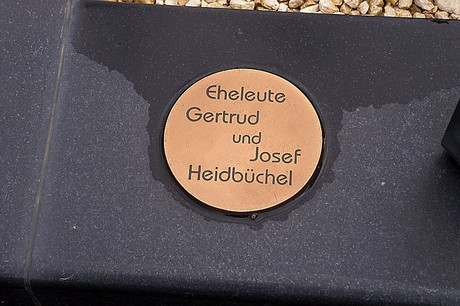 Eheleute
Gertrud
und
Josef
Heidbüchel